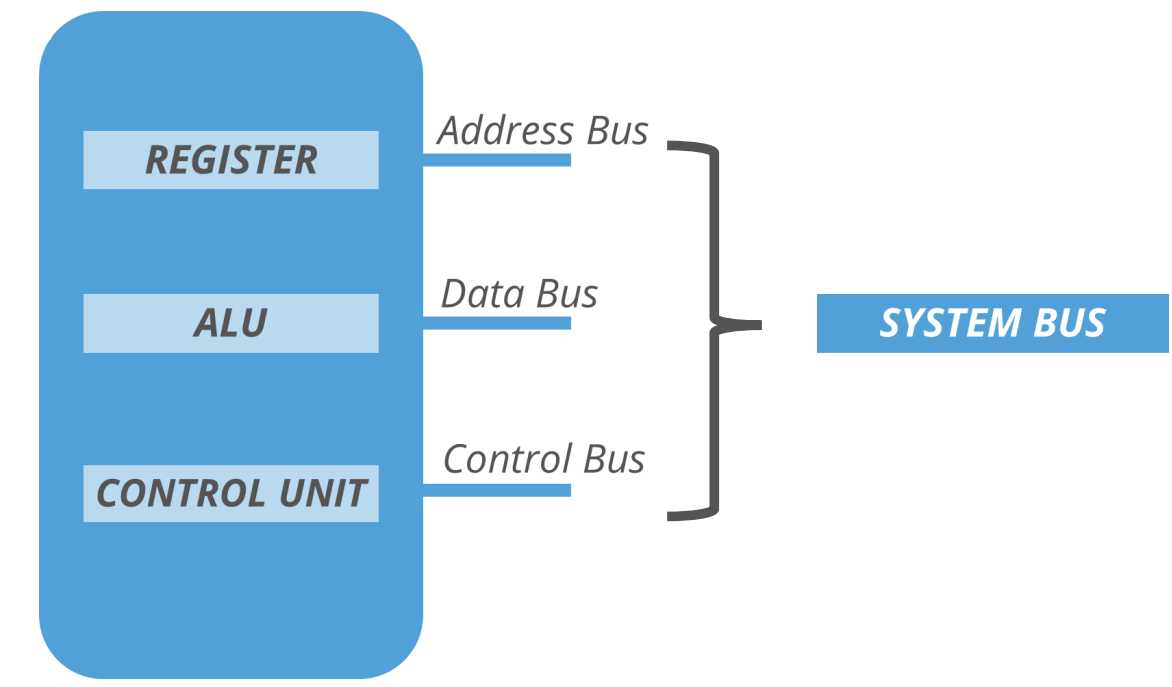 Address Bus
REGISTER
Data Bus
ALU
SYSTEM BUS
Control Bus
CONTROL UNIT